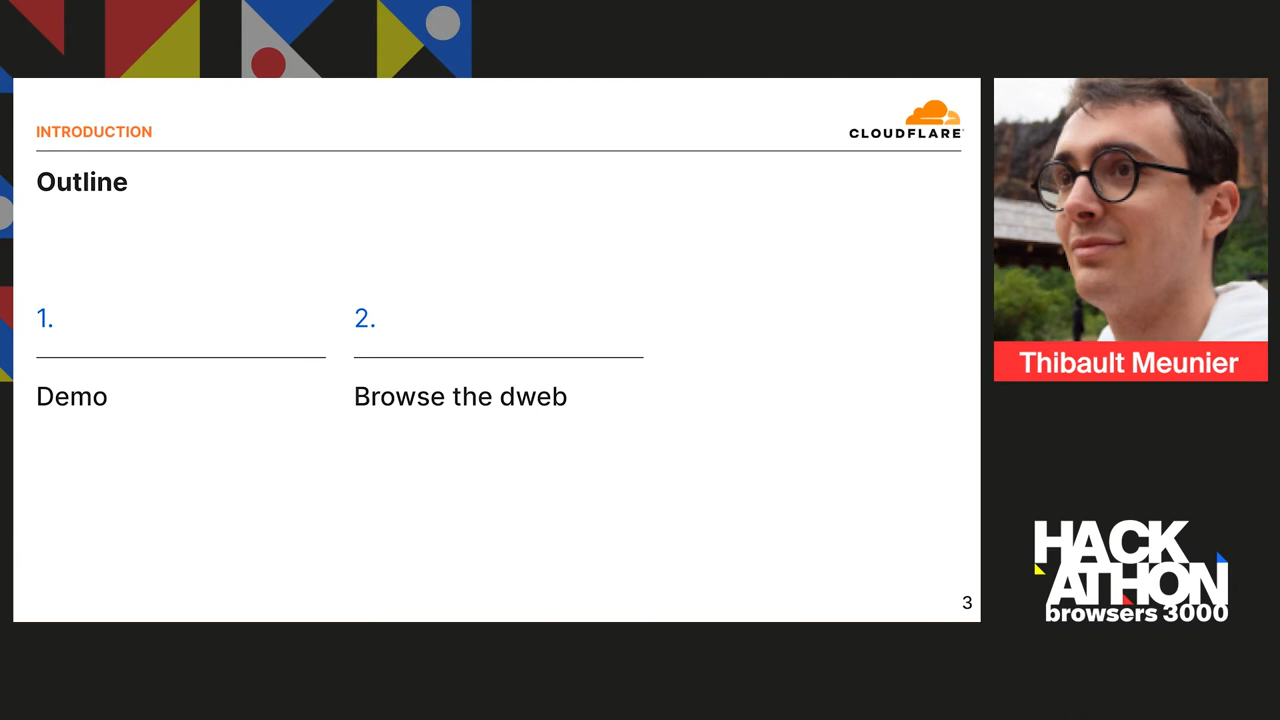 INTRODUCTION
CLOUDFLARE
Outline
1.
2.
Demo
Browse the dweb
3
Thibault Meunier
HACK
ATHON
browsers 3000